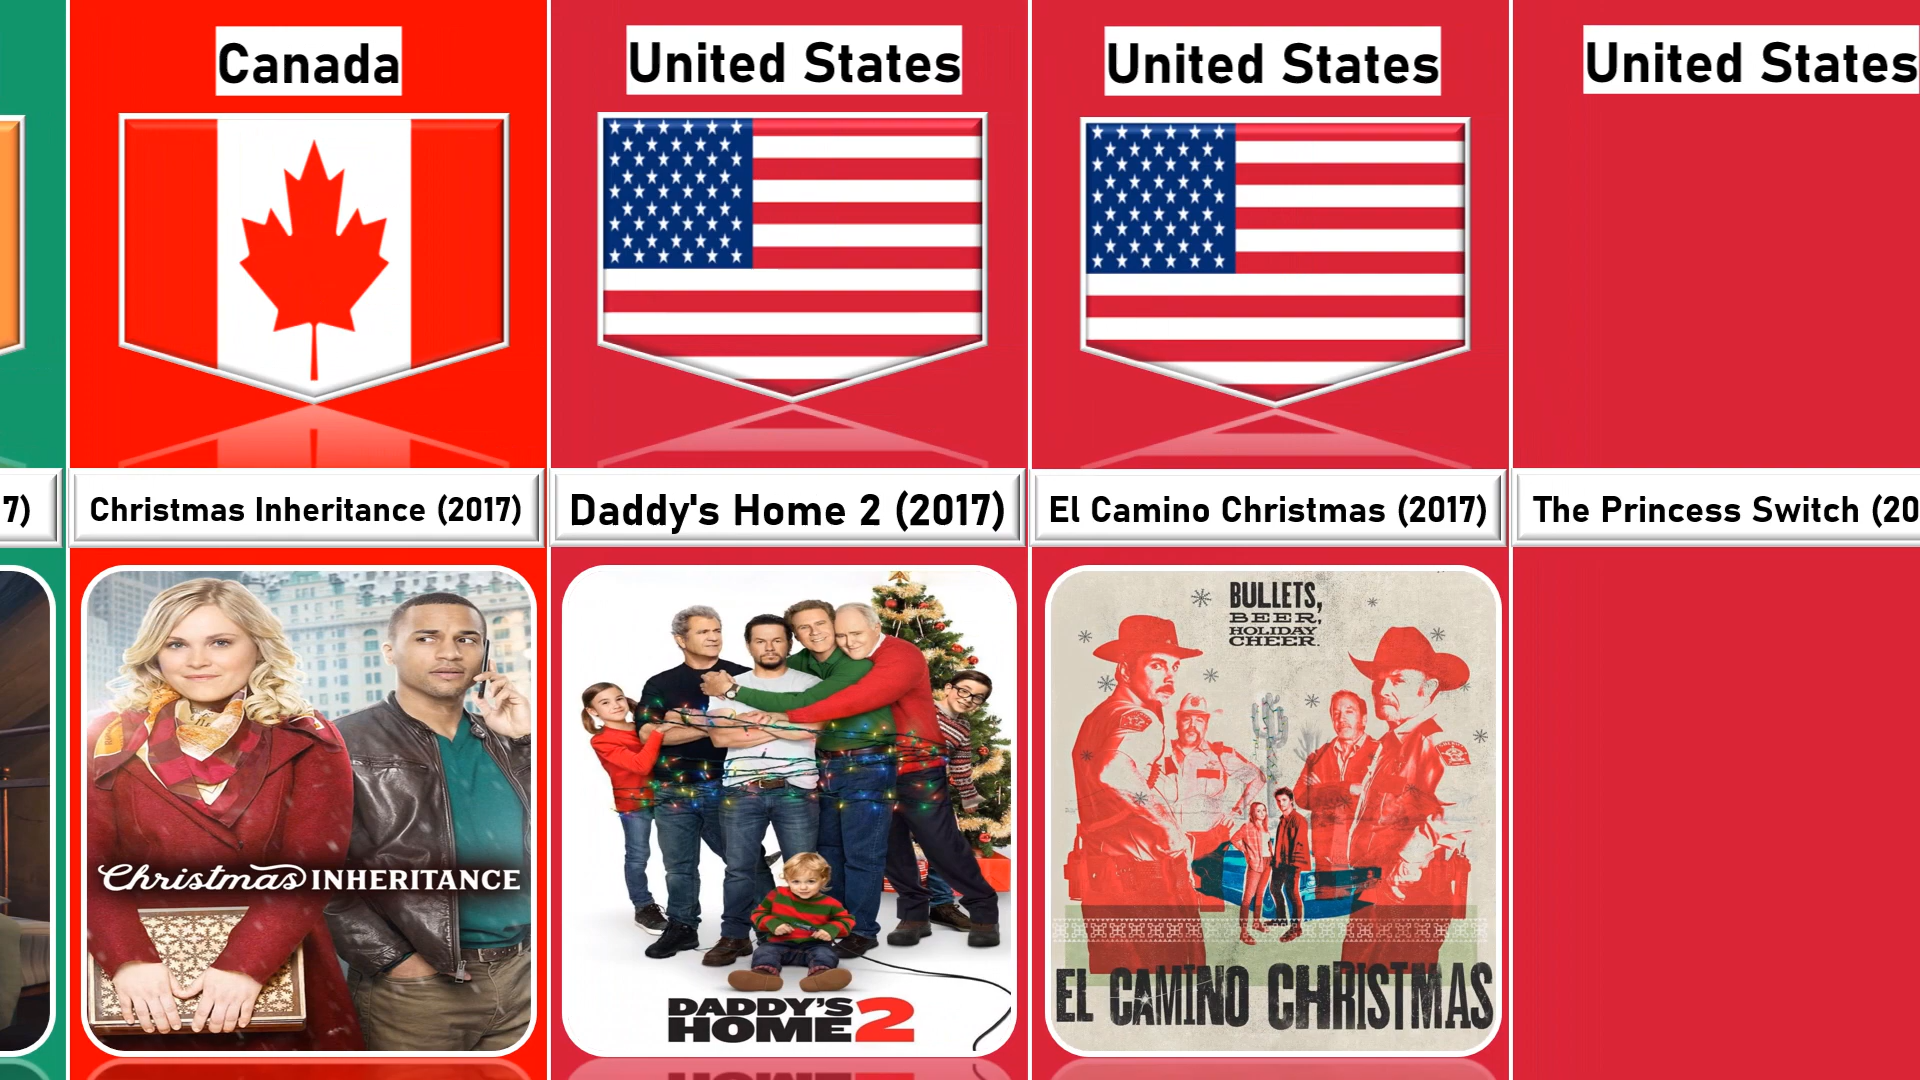 Canada
United States
United States
United States
7)
Christmas Inheritance (2017)
Daddy's Home 2 (2017)
El Camino Christmas (2017)
The Princess Switch (20
Christmas INHERITANCE
DADDY'S
HOME 2
BULLETS,
BEER,
HOLIDAY
CHEER.
EL CAMINO CHRISTMAS